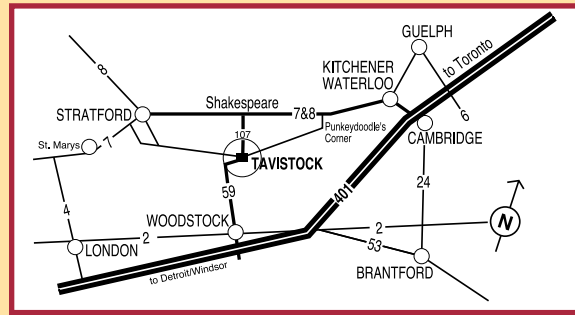 GUELPH
to Toronto
8
KITCHENER
WATERLOO
6
STRATFORD
Shakespeare
7&8
Punkeydoodle's
Corner
CAMBRIDGE
107
St. Marys
7
TAVISTOCK
401
24
59
4
WOODSTOCK
2
2
N
LONDON
53
BRANTFORD
to Detroit/Windsor